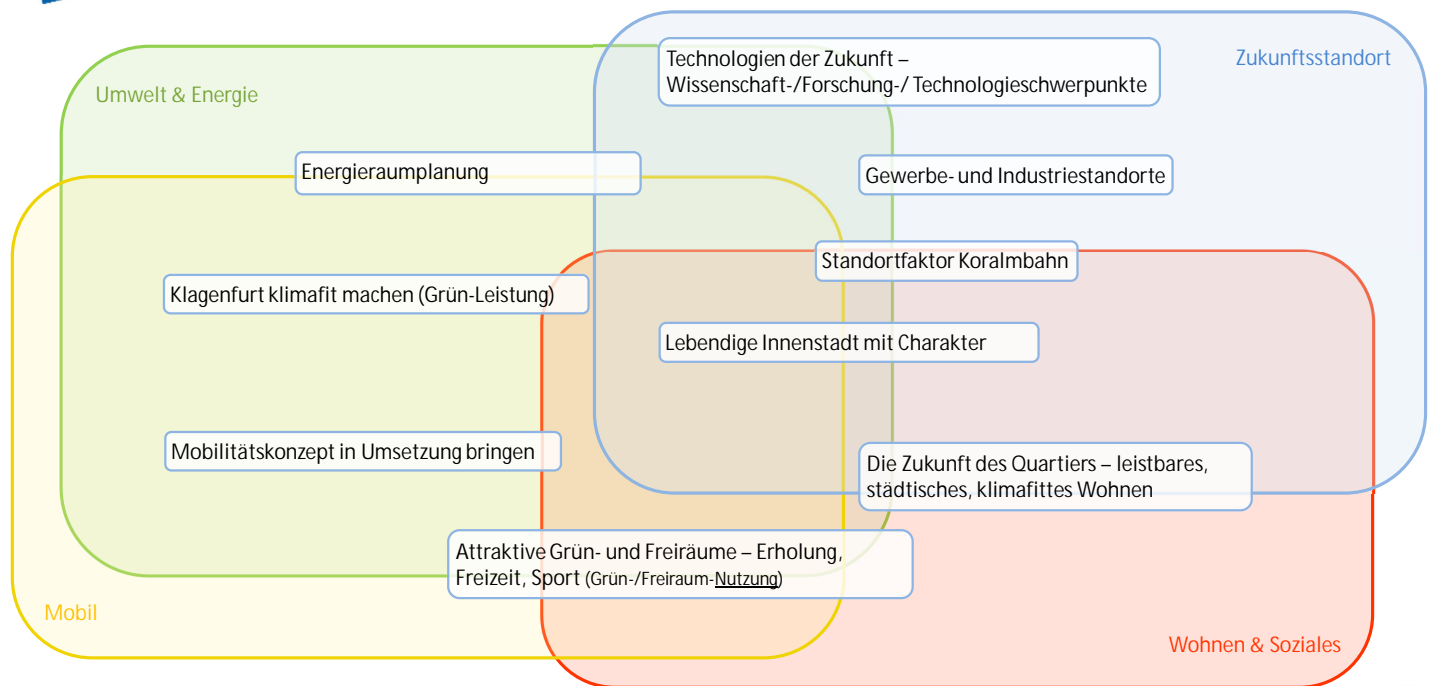 Technologien der Zukunft –
Wissenschaft-/Forschung-/ Technologieschwerpunkte
Zukunftsstandort
Umwelt & Energie
Energieraumplanung
Gewerbe- und Industriestandorte
Standortfaktor Koralmbahn
Klagenfurt klimafit machen (Grün-Leistung)
Lebendige Innenstadt mit Charakter
Mobilitätskonzept in Umsetzung bringen
Die Zukunft des Quartiers – leistbares,
städtisches, klimafittes Wohnen
Attraktive Grün- und Freiräume – Erholung,
Freizeit, Sport (Grün-/Freiraum-Nutzung)
Mobil
Wohnen & Soziales